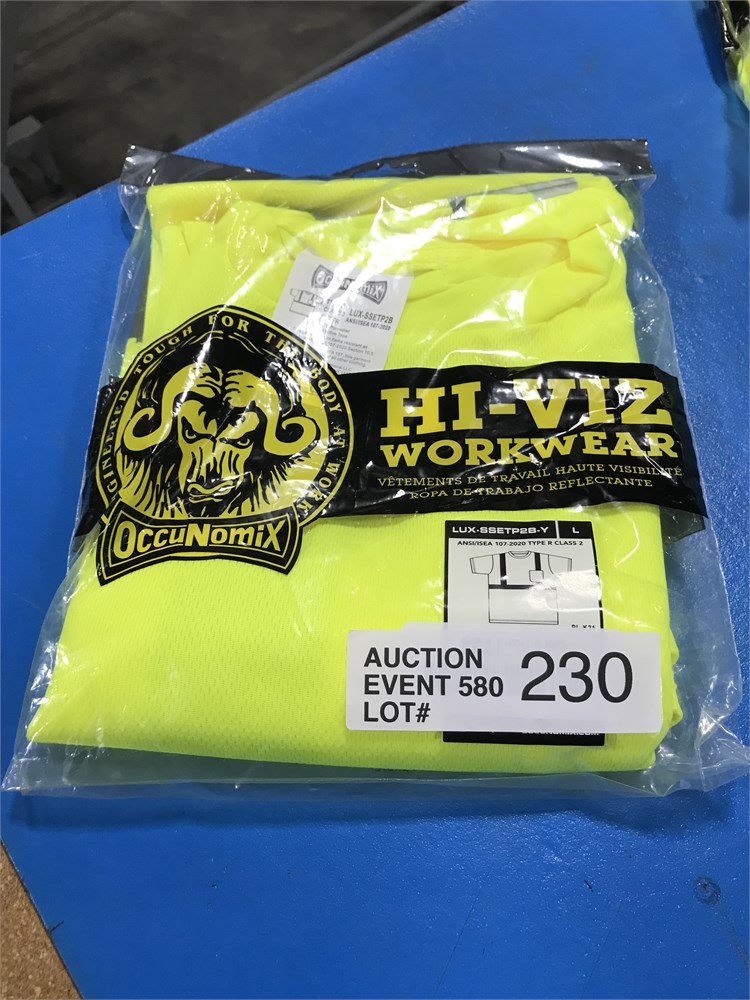 OccuNomiX
LUX-SSETP2B
ANSI/ISEA 107-2020
ENGINEERED TOUGH FOR THE BODY AT WORK
OccuNomiX
HI-VIZ
WORKWEAR
VÊTEMENTS DE TRAVAIL HAUTE VISIBILITÉ
ROPA DE TRABAJO REFLECTANTE
LUX-SSETP2B-Y L
ANSI/ISEA 107-2020 TYPE R CLASS 2
AUCTION
EVENT 580
LOT#
230